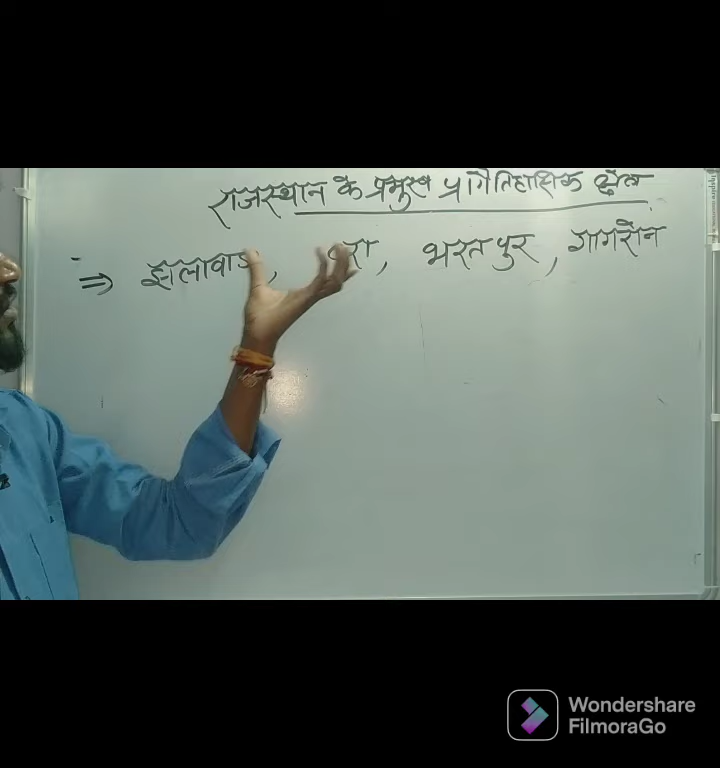 राजस्थान के प्रमुख प्रागैतिहासिक क्षेत्र
⇒ झालावाड़, , भरतपुर, गागरोन
Wondershare
FilmoraGo